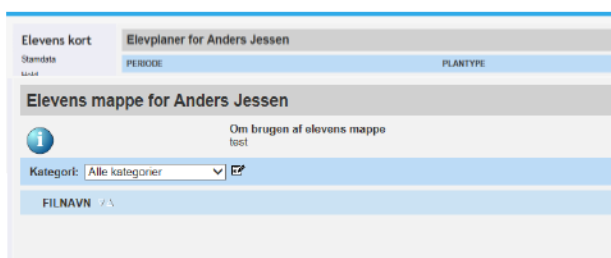 Elevens kort
Elevplaner for Anders Jessen
Stamdata
PERIODE
PLANTYPE
Hold
Elevens mappe for Anders Jessen
Om brugen af elevens mappe
test
Kategori: Alle kategorier
FILNAVN